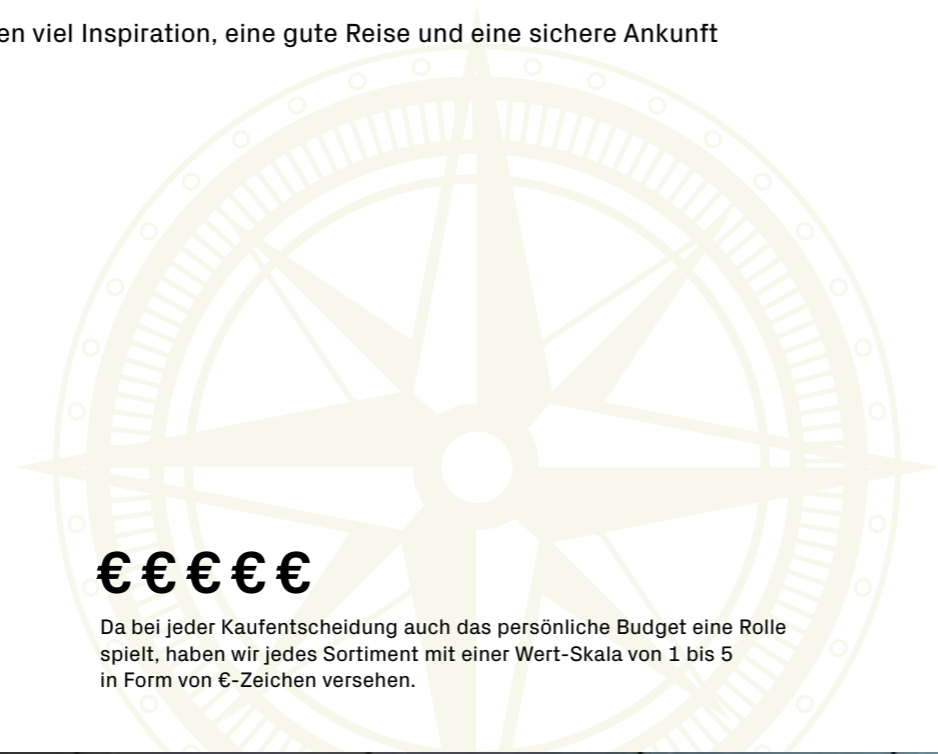 en viel Inspiration, eine gute Reise und eine sichere Ankunft
€€€€€
Da bei jeder Kaufentscheidung auch das persönliche Budget eine Rolle
spielt, haben wir jedes Sortiment mit einer Wert-Skala von 1 bis 5
in Form von €-Zeichen versehen.